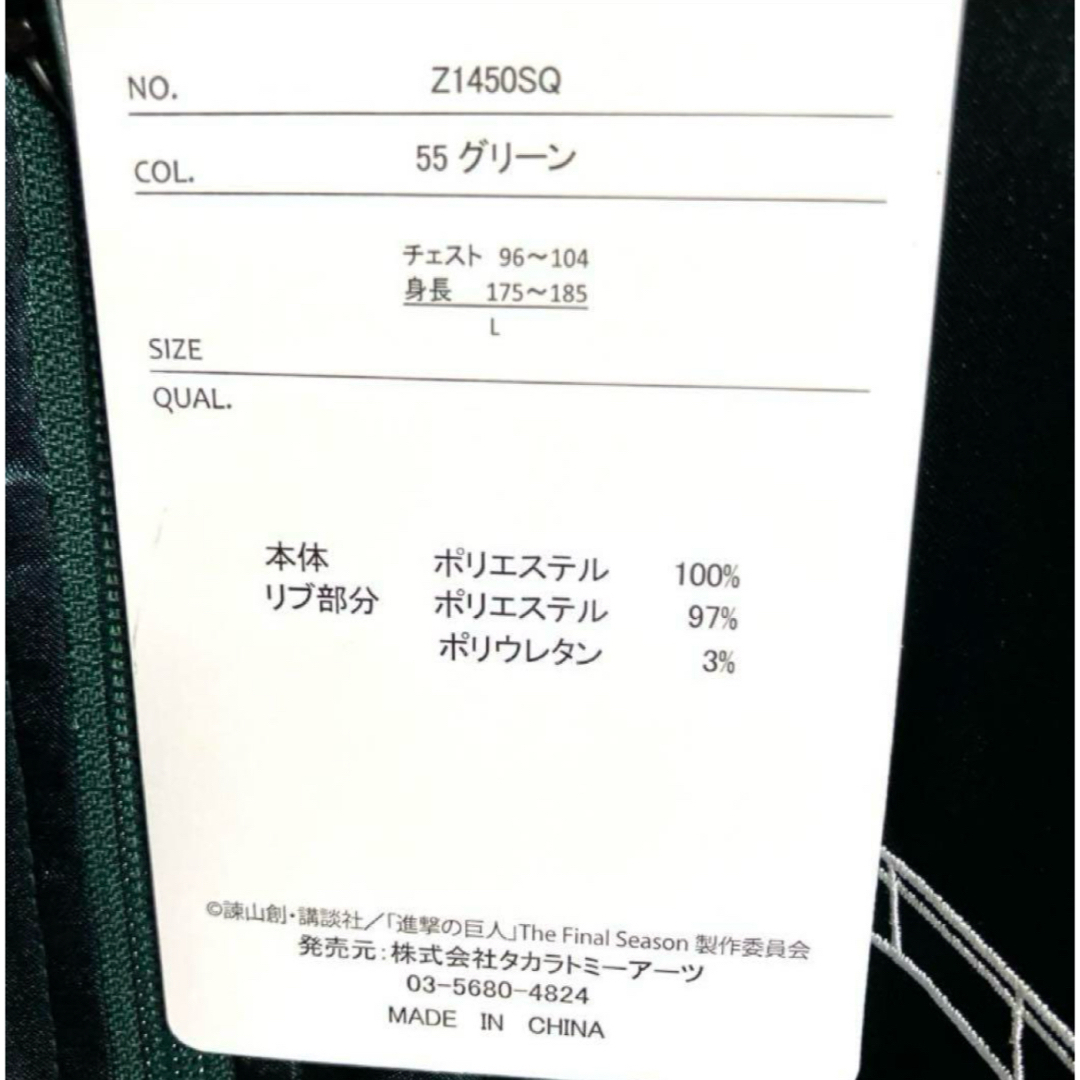 NO. Z1450SQ
COL. 55 グリーン
チェスト 96～104
身長 175～185
L
SIZE
QUAL.
本体 ポリエステル 100%
リブ部分 ポリエステル 97%
ポリウレタン 3%
©諫山創・講談社／「進撃の巨人」The Final Season 製作委員会
発売元：株式会社タカラトミーアーツ
03-5680-4824
MADE IN CHINA